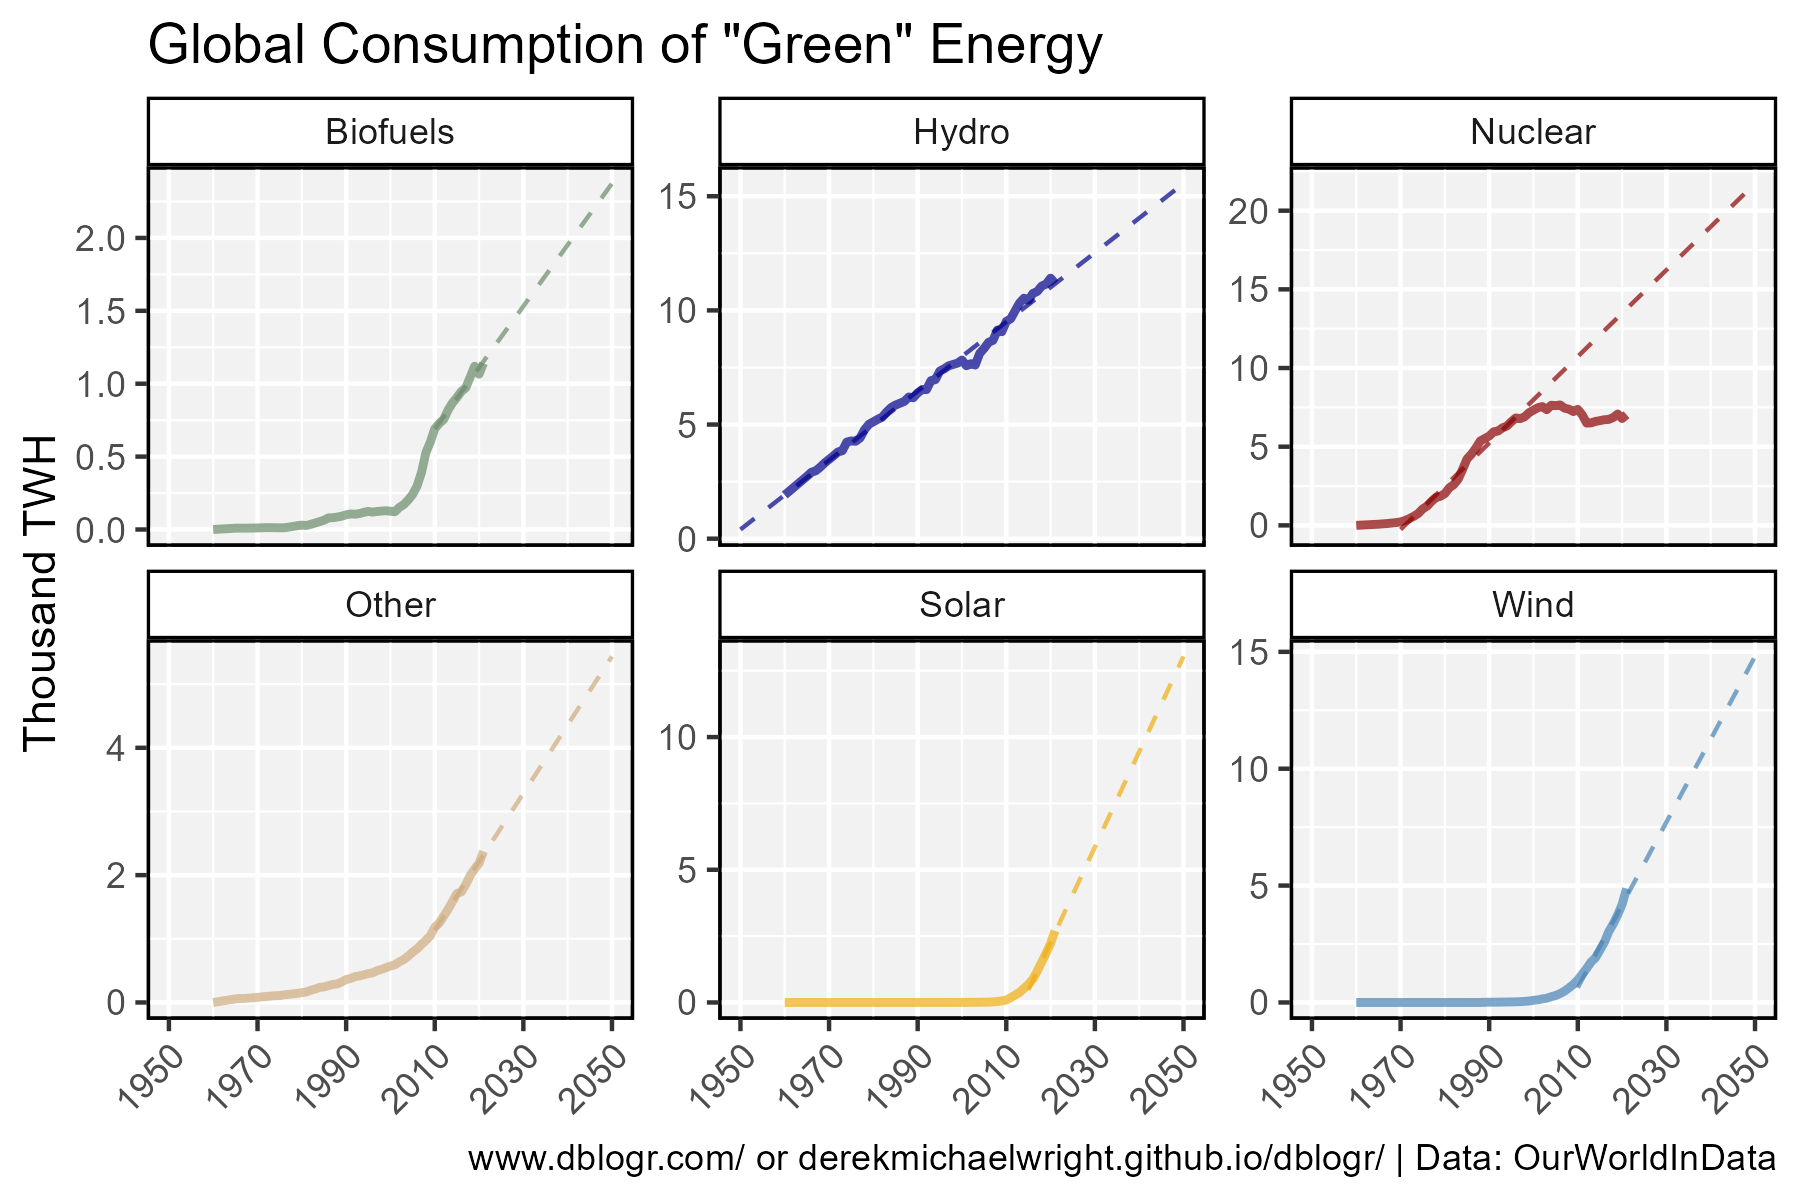 Global Consumption of "Green" Energy
Thousand TWH
Biofuels
2.0
1.5
1.0
0.5
0.0
Hydro
15
10
5
0
Nuclear
20
15
10
5
0
Other
4
2
0
1950 1970 1990 2010 2030 2050
Solar
10
5
0
1950 1970 1990 2010 2030 2050
Wind
15
10
5
0
1950 1970 1990 2010 2030 2050
www.dblogr.com/ or derekmichaelwright.github.io/dblogr/ | Data: OurWorldInData